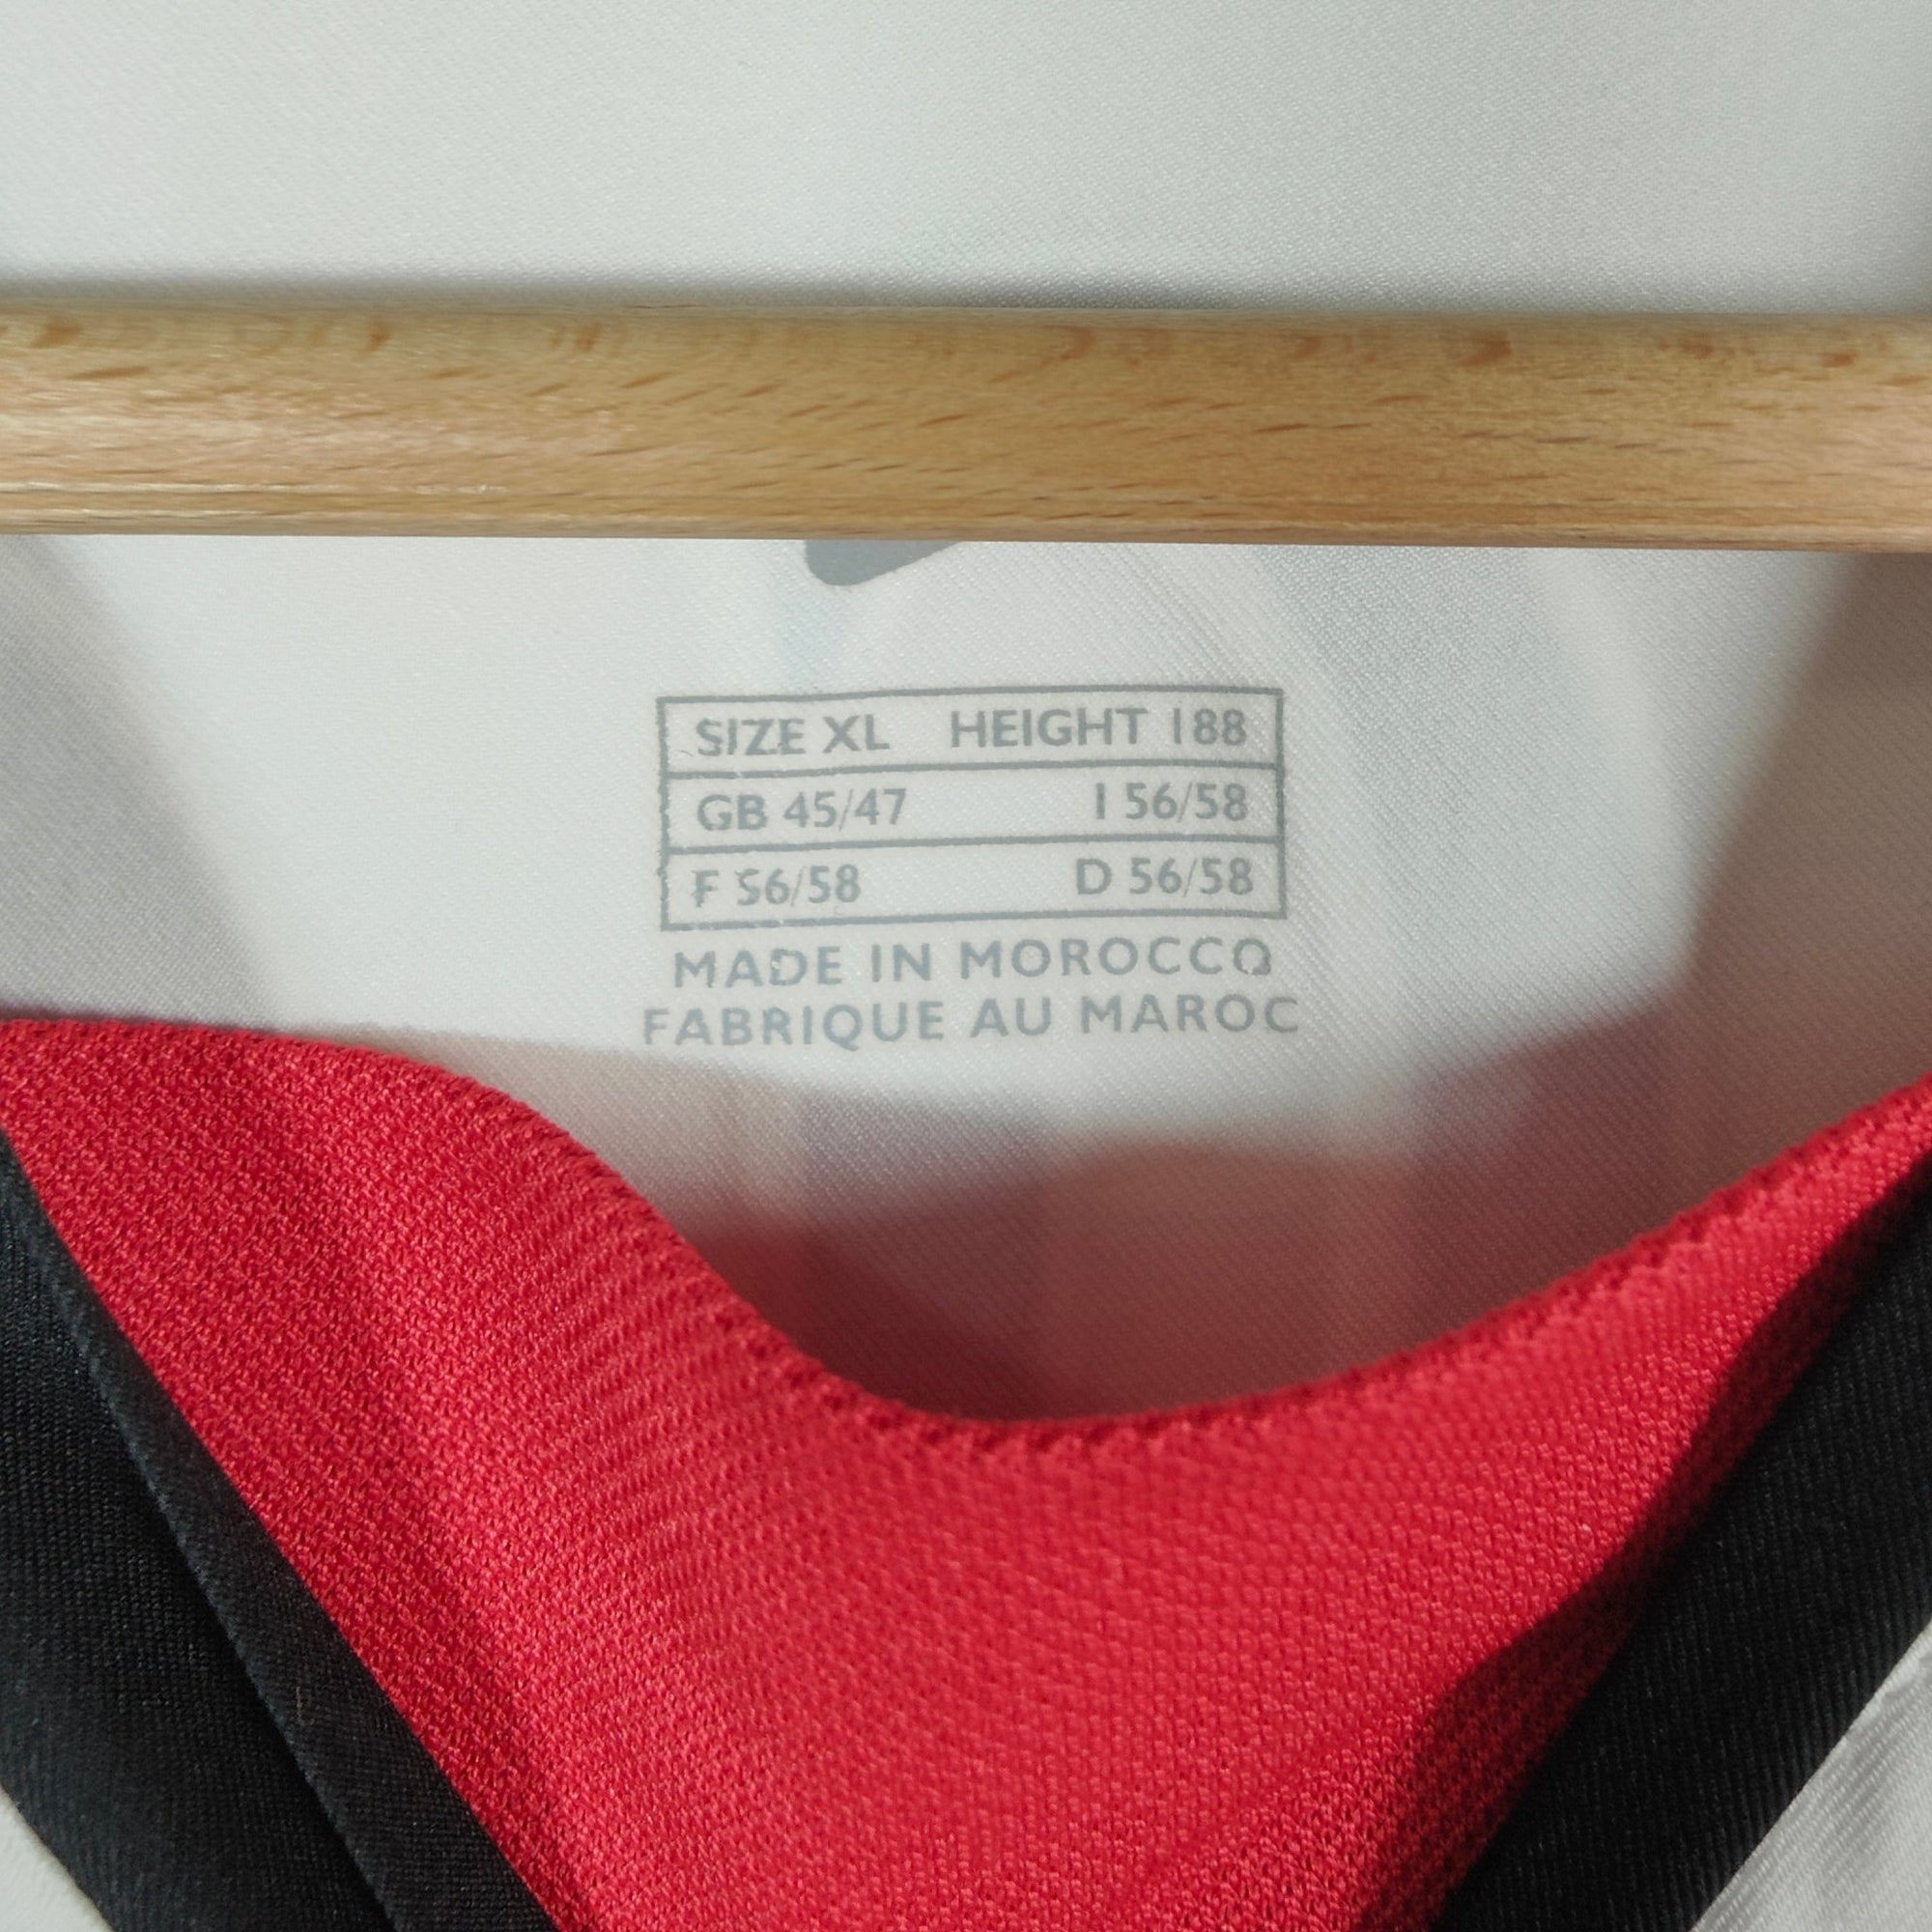 SIZE XL HEIGHT 188
GB 45/47 I 56/58
F 56/58 D 56/58
MADE IN MOROCCO
FABRIQUE AU MAROC